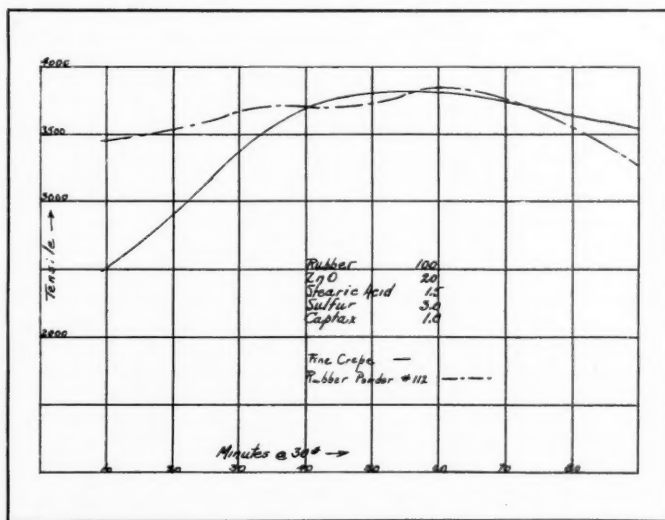 4000
3500
3000
Tensile →
Rubber 100
ZnO 20
Stearic Acid 1.5
Sulfur 3.0
Captax 1.0
2000
Fine Crepe —
Rubber Powder #112
Minutes @ 30# →
10 20 30 40 50 60 70 80